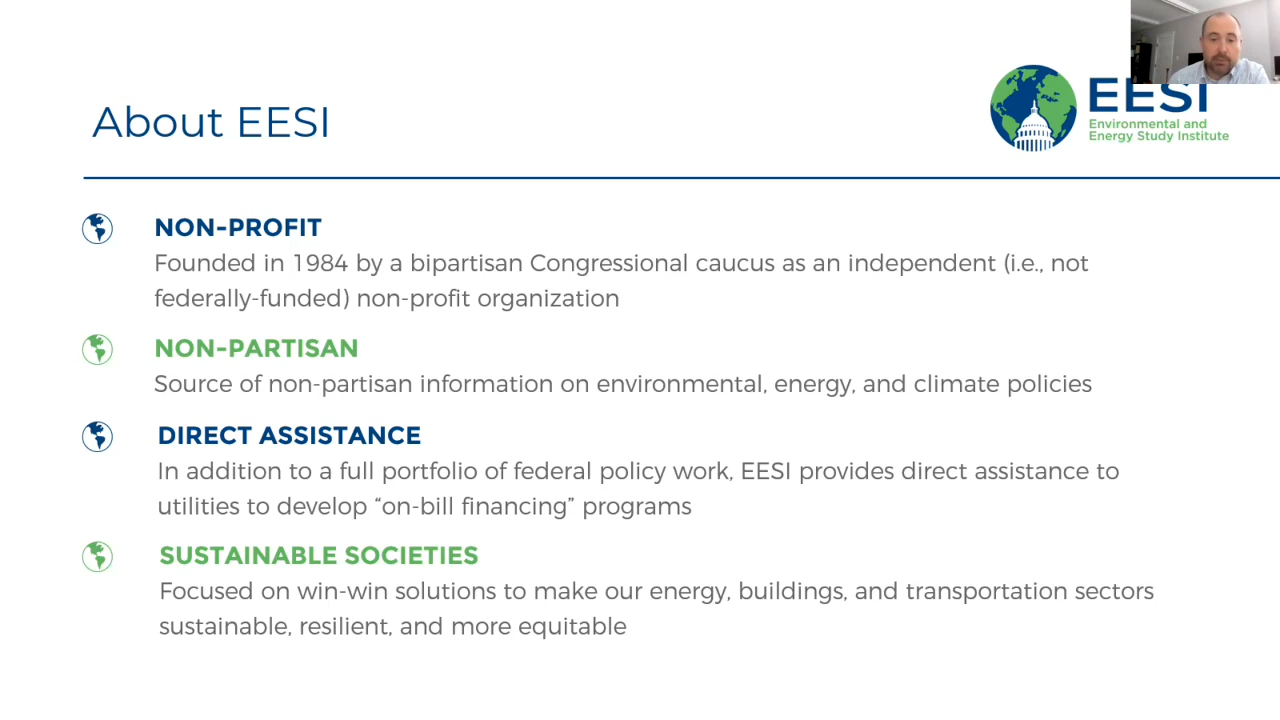 About EESI
EESI
Environmental and
Energy Study Institute
NON-PROFIT
Founded in 1984 by a bipartisan Congressional caucus as an independent (i.e., not
federally-funded) non-profit organization
NON-PARTISAN
Source of non-partisan information on environmental, energy, and climate policies
DIRECT ASSISTANCE
In addition to a full portfolio of federal policy work, EESI provides direct assistance to
utilities to develop “on-bill financing” programs
SUSTAINABLE SOCIETIES
Focused on win-win solutions to make our energy, buildings, and transportation sectors
sustainable, resilient, and more equitable